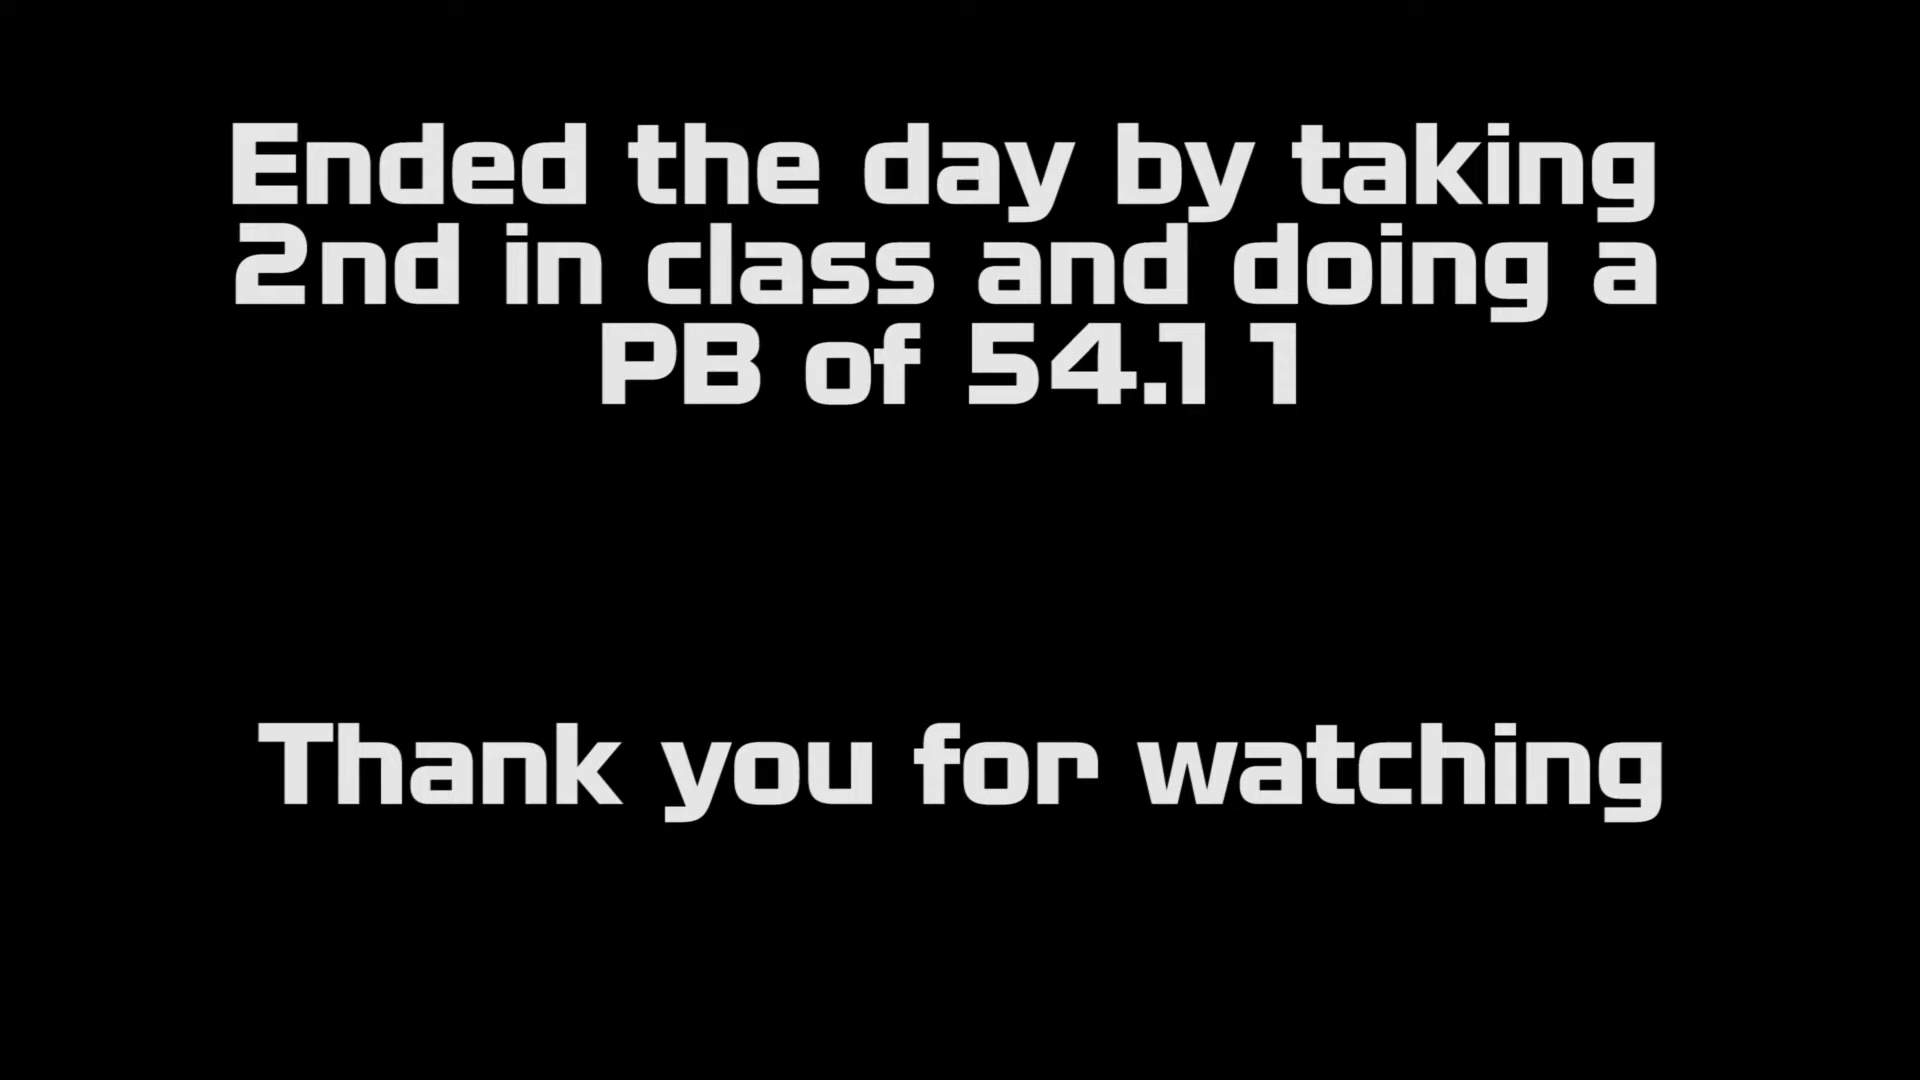 Ended the day by taking
2nd in class and doing a
PB of 54.11
Thank you for watching